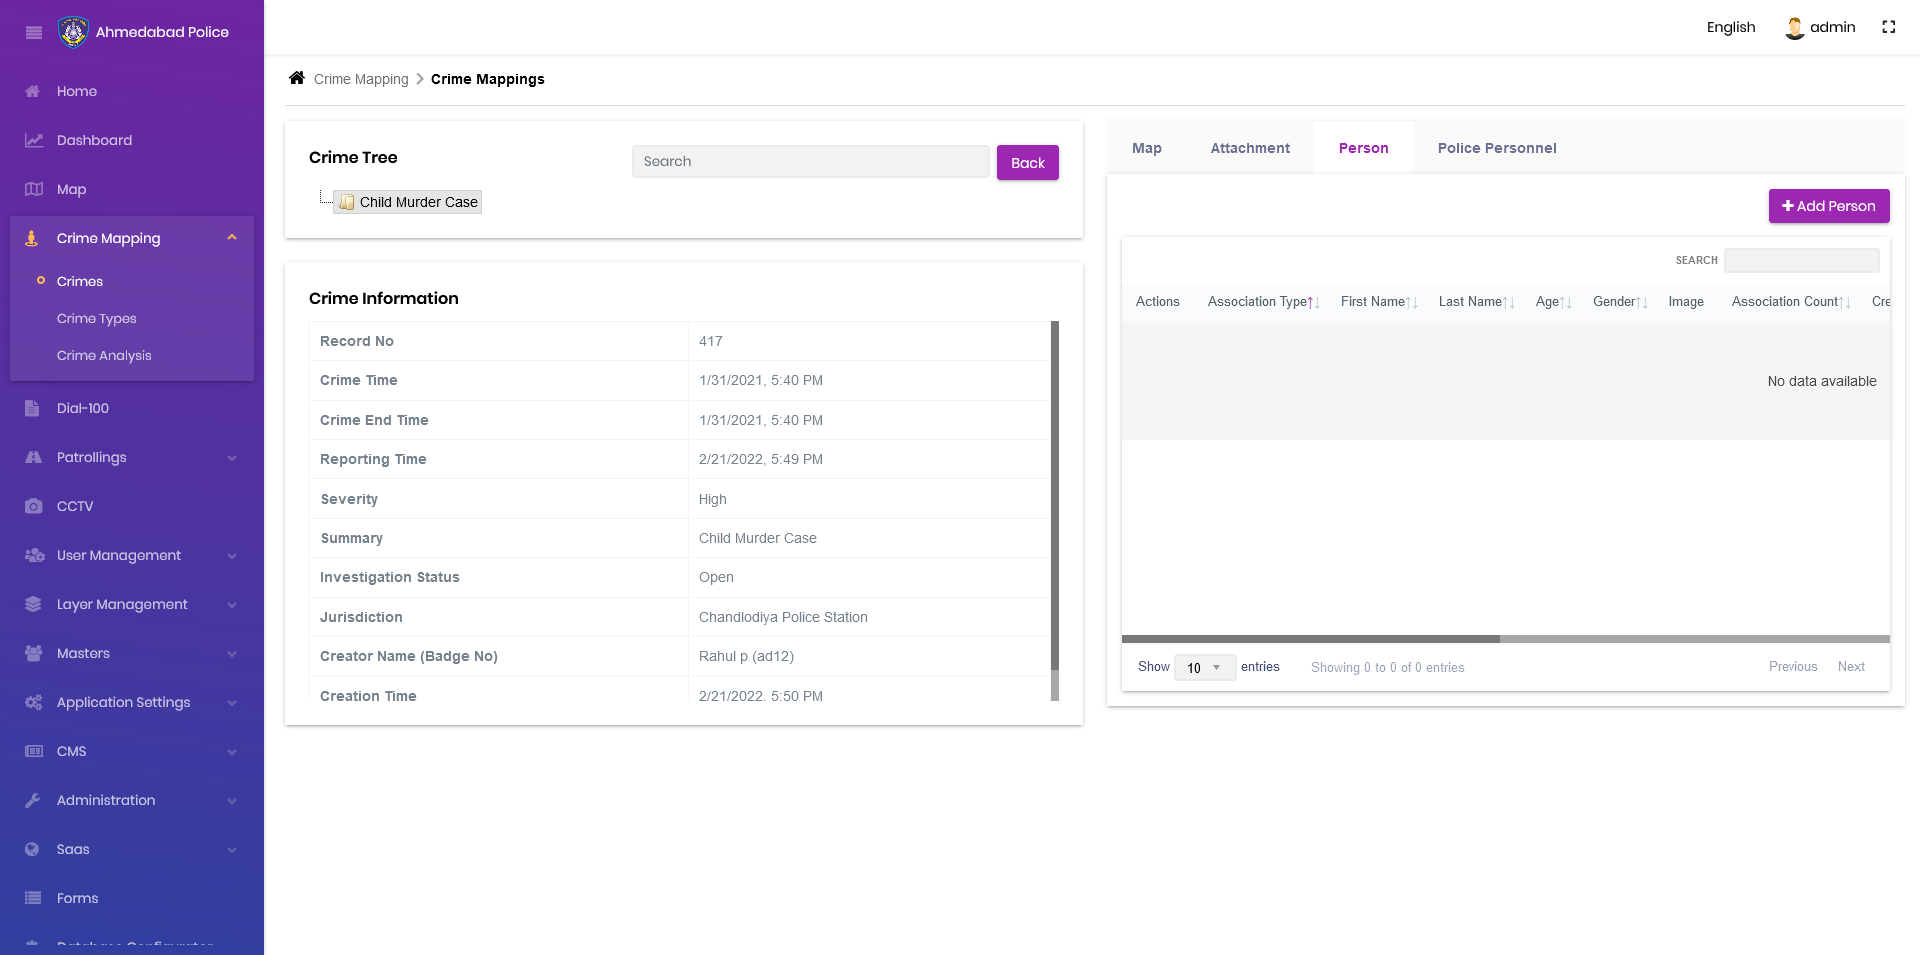 Ahmedabad Police
English
admin
Home
Dashboard
Map
Crime Mapping
Crimes
Crime Types
Crime Analysis
Dial-100
Patrollings
CCTV
User Management
Layer Management
Masters
Application Settings
CMS
Administration
Saas
Forms
Database Configurator
Crime Mapping Crime Mappings
Crime Tree
Search
Back
Child Murder Case
Crime Information
Record No 417
Crime Time 1/31/2021, 5:40 PM
Crime End Time 1/31/2021, 5:40 PM
Reporting Time 2/21/2022, 5:49 PM
Severity High
Summary Child Murder Case
Investigation Status Open
Jurisdiction Chandlodiya Police Station
Creator Name (Badge No) Rahul p (ad12)
Creation Time 2/21/2022, 5:50 PM
Map Attachment Person Police Personnel
Add Person
SEARCH
Actions Association Type First Name Last Name Age Gender Image Association Count Cre
No data available
Show 10 entries Showing 0 to 0 of 0 entries Previous Next